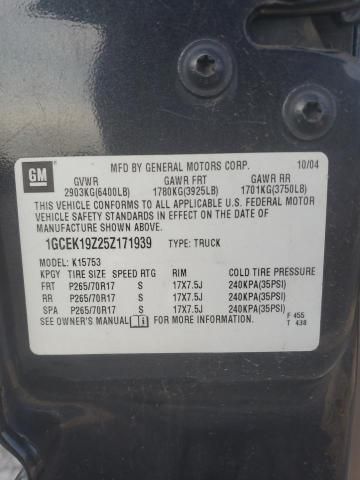 GM
MFD BY GENERAL MOTORS CORP. 10/04
GVWR GAWR FRT GAWR RR
2903KG(6400LB) 1780KG(3925LB) 1701KG(3750LB)
THIS VEHICLE CONFORMS TO ALL APPLICABLE U.S. FEDERAL MOTOR
VEHICLE SAFETY STANDARDS IN EFFECT ON THE DATE OF
MANUFACTURE SHOWN ABOVE.
1GCEK19Z25Z171939 TYPE: TRUCK
MODEL: K15753
KPGY TIRE SIZE SPEED RTG RIM COLD TIRE PRESSURE
FRT P265/70R17 S 17X7.5J 240KPA(35PSI)
RR P265/70R17 S 17X7.5J 240KPA(35PSI)
SPA P265/70R17 S 17X7.5J 240KPA(35PSI)
SEE OWNER'S MANUAL FOR MORE INFORMATION. F 455
T 438